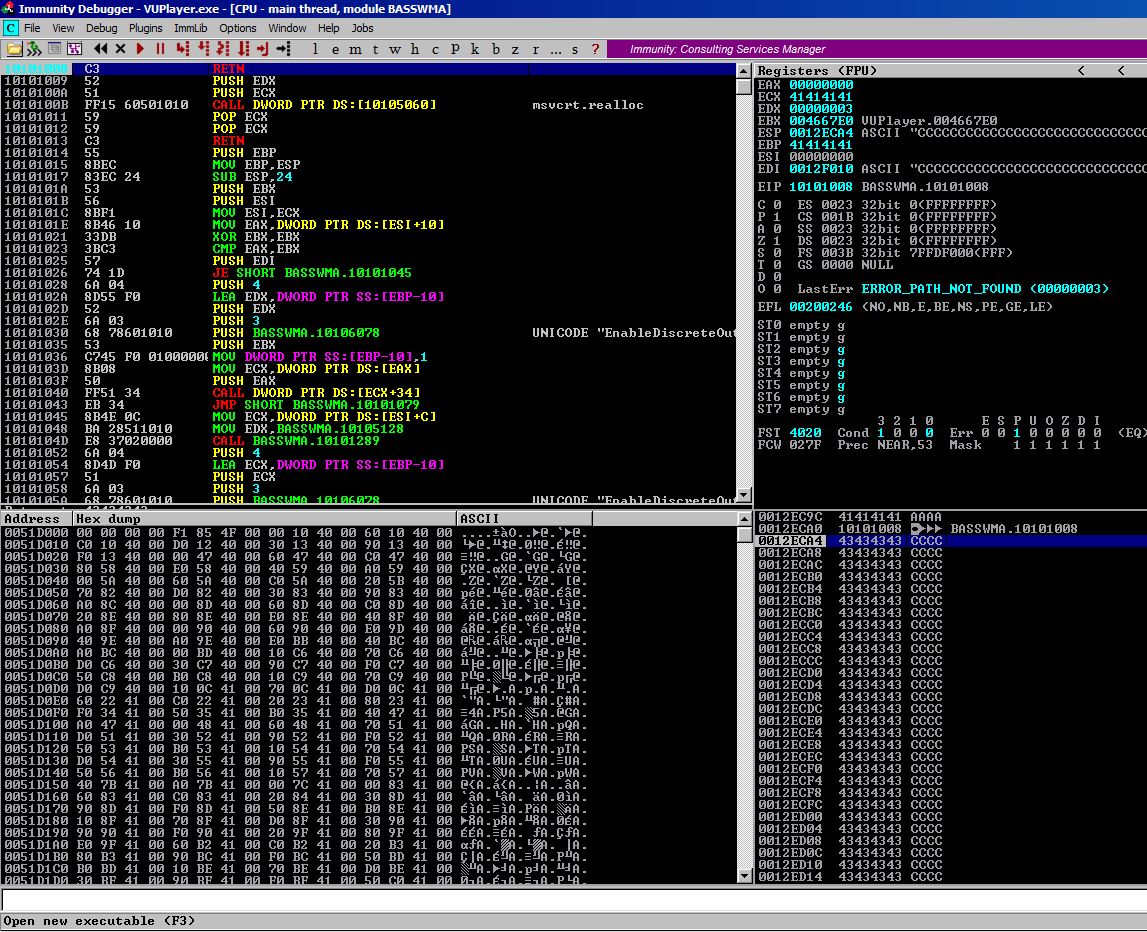 Immunity Debugger - VUPlayer.exe - [CPU - main thread, module BASSWMA]
C File View Debug Plugins ImmLib Options Window Help Jobs
l e m t w h c P k b z r ... s ? Immunity: Consulting Services Manager
10101008 C3 RETN
10101009 52 PUSH EDX
1010100A 51 PUSH ECX
1010100B FF15 60501010 CALL DWORD PTR DS:[10105060] msvcrt.realloc
10101011 59 POP ECX
10101012 59 POP ECX
10101013 C3 RETN
10101014 55 PUSH EBP
10101015 8BEC MOV EBP,ESP
10101017 83EC 24 SUB ESP,24
1010101A 53 PUSH EBX
1010101B 56 PUSH ESI
1010101C 8BF1 MOV ESI,ECX
1010101E 8B46 10 MOV EAX,DWORD PTR DS:[ESI+10]
10101021 33DB XOR EBX,EBX
10101023 3BC3 CMP EAX,EBX
10101025 57 PUSH EDI
10101026 74 1D JE SHORT BASSWMA.10101045
10101028 6A 04 PUSH 4
1010102A 8D55 F0 LEA EDX,DWORD PTR SS:[EBP-10]
1010102D 52 PUSH EDX
1010102E 6A 03 PUSH 3
10101030 68 78601010 PUSH BASSWMA.10106078 UNICODE "EnableDiscreteOut
10101035 53 PUSH EBX
10101036 C745 F0 01000000 MOV DWORD PTR SS:[EBP-10],1
1010103D 8B08 MOV ECX,DWORD PTR DS:[EAX]
1010103F 50 PUSH EAX
10101040 FF51 34 CALL DWORD PTR DS:[ECX+34]
10101043 EB 34 JMP SHORT BASSWMA.10101079
10101045 8B4E 0C MOV ECX,DWORD PTR DS:[ESI+C]
10101048 BA 28511010 MOV EDX,BASSWMA.10105128
1010104D E8 37020000 CALL BASSWMA.10101289
10101052 6A 04 PUSH 4
10101054 8D4D F0 LEA ECX,DWORD PTR SS:[EBP-10]
10101057 51 PUSH ECX
10101058 6A 03 PUSH 3
1010105A 68 78601010 PUSH BASSWMA.10106078 UNICODE "EnableDiscreteOut
Registers (FPU) < <
EAX 00000000
ECX 41414141
EDX 00000003
EBX 004667E0 VUPlayer.004667E0
ESP 0012ECA4 ASCII "CCCCCCCCCCCCCCCCCCCCCCCCCCCC
EBP 41414141
ESI 00000000
EDI 0012F010 ASCII "CCCCCCCCCCCCCCCCCCCCCCCCCCCC
EIP 10101008 BASSWMA.10101008
C 0 ES 0023 32bit 0(FFFFFFFF)
P 1 CS 001B 32bit 0(FFFFFFFF)
A 0 SS 0023 32bit 0(FFFFFFFF)
Z 1 DS 0023 32bit 0(FFFFFFFF)
S 0 FS 003B 32bit 7FFDF000(FFF)
T 0 GS 0000 NULL
D 0
O 0 LastErr ERROR_PATH_NOT_FOUND (00000003)
EFL 00200246 (NO,NB,E,BE,NS,PE,GE,LE)
ST0 empty g
ST1 empty g
ST2 empty g
ST3 empty g
ST4 empty g
ST5 empty g
ST6 empty g
ST7 empty g
3 2 1 0 E S P U O Z D I
FST 4020 Cond 1 0 0 0 Err 0 0 1 0 0 0 0 0 (EQ)
FCW 027F Prec NEAR,53 Mask 1 1 1 1 1 1
Address Hex dump ASCII
0051D000 00 00 00 00 F1 85 4F 00 00 10 40 00 60 10 40 00
0051D010 C0 10 40 00 D0 12 40 00 30 13 40 00 90 13 40 00
0051D020 F0 13 40 00 00 47 40 00 60 47 40 00 C0 47 40 00
0051D030 80 58 40 00 E0 58 40 00 40 59 40 00 A0 59 40 00
0051D040 00 5A 40 00 60 5A 40 00 C0 5A 40 00 20 5B 40 00
0051D050 70 82 40 00 D0 82 40 00 30 83 40 00 90 83 40 00
0051D060 A0 8C 40 00 00 8D 40 00 60 8D 40 00 C0 8D 40 00
0051D070 20 8E 40 00 80 8E 40 00 E0 8E 40 00 40 8F 40 00
0051D080 A0 8F 40 00 00 90 40 00 60 90 40 00 E0 9D 40 00
0051D090 40 9E 40 00 A0 9E 40 00 E0 BB 40 00 40 BC 40 00
0051D0A0 A0 BC 40 00 00 BD 40 00 10 C6 40 00 70 C6 40 00
0051D0B0 D0 C6 40 00 30 C7 40 00 90 C7 40 00 F0 C7 40 00
0051D0C0 50 C8 40 00 B0 C8 40 00 10 C9 40 00 70 C9 40 00
0051D0D0 D0 C9 40 00 10 0C 41 00 70 0C 41 00 D0 0C 41 00
0051D0E0 60 22 41 00 C0 22 41 00 20 23 41 00 80 23 41 00
0051D0F0 F0 34 41 00 50 35 41 00 B0 35 41 00 40 47 41 00
0051D100 A0 47 41 00 00 48 41 00 60 48 41 00 70 51 41 00
0051D110 D0 51 41 00 30 52 41 00 90 52 41 00 F0 52 41 00
0051D120 50 53 41 00 B0 53 41 00 10 54 41 00 70 54 41 00
0051D130 D0 54 41 00 30 55 41 00 90 55 41 00 F0 55 41 00
0051D140 50 56 41 00 B0 56 41 00 10 57 41 00 70 57 41 00
0051D150 40 7B 41 00 A0 7B 41 00 00 7C 41 00 00 83 41 00
0051D160 60 83 41 00 C0 83 41 00 20 84 41 00 30 8D 41 00
0051D170 90 8D 41 00 F0 8D 41 00 50 8E 41 00 B0 8E 41 00
0051D180 10 8F 41 00 70 8F 41 00 D0 8F 41 00 30 90 41 00
0051D190 90 90 41 00 F0 90 41 00 20 9F 41 00 80 9F 41 00
0051D1A0 E0 9F 41 00 60 B2 41 00 C0 B2 41 00 20 B3 41 00
0051D1B0 80 B3 41 00 90 BC 41 00 F0 BC 41 00 50 BD 41 00
0051D1C0 B0 BD 41 00 10 BE 41 00 70 BE 41 00 D0 BE 41 00
0051D1D0 30 BF 41 00 90 BF 41 00 F0 BF 41 00 50 C0 41 00
0012EC9C 41414141 AAAA
0012ECA0 10101008 BASSWMA.10101008
0012ECA4 43434343 CCCC
0012ECA8 43434343 CCCC
0012ECAC 43434343 CCCC
0012ECB0 43434343 CCCC
0012ECB4 43434343 CCCC
0012ECB8 43434343 CCCC
0012ECBC 43434343 CCCC
0012ECC0 43434343 CCCC
0012ECC4 43434343 CCCC
0012ECC8 43434343 CCCC
0012ECCC 43434343 CCCC
0012ECD0 43434343 CCCC
0012ECD4 43434343 CCCC
0012ECD8 43434343 CCCC
0012ECDC 43434343 CCCC
0012ECE0 43434343 CCCC
0012ECE4 43434343 CCCC
0012ECE8 43434343 CCCC
0012ECEC 43434343 CCCC
0012ECF0 43434343 CCCC
0012ECF4 43434343 CCCC
0012ECF8 43434343 CCCC
0012ECFC 43434343 CCCC
0012ED00 43434343 CCCC
0012ED04 43434343 CCCC
0012ED08 43434343 CCCC
0012ED0C 43434343 CCCC
0012ED10 43434343 CCCC
0012ED14 43434343 CCCC
Open new executable (F3)